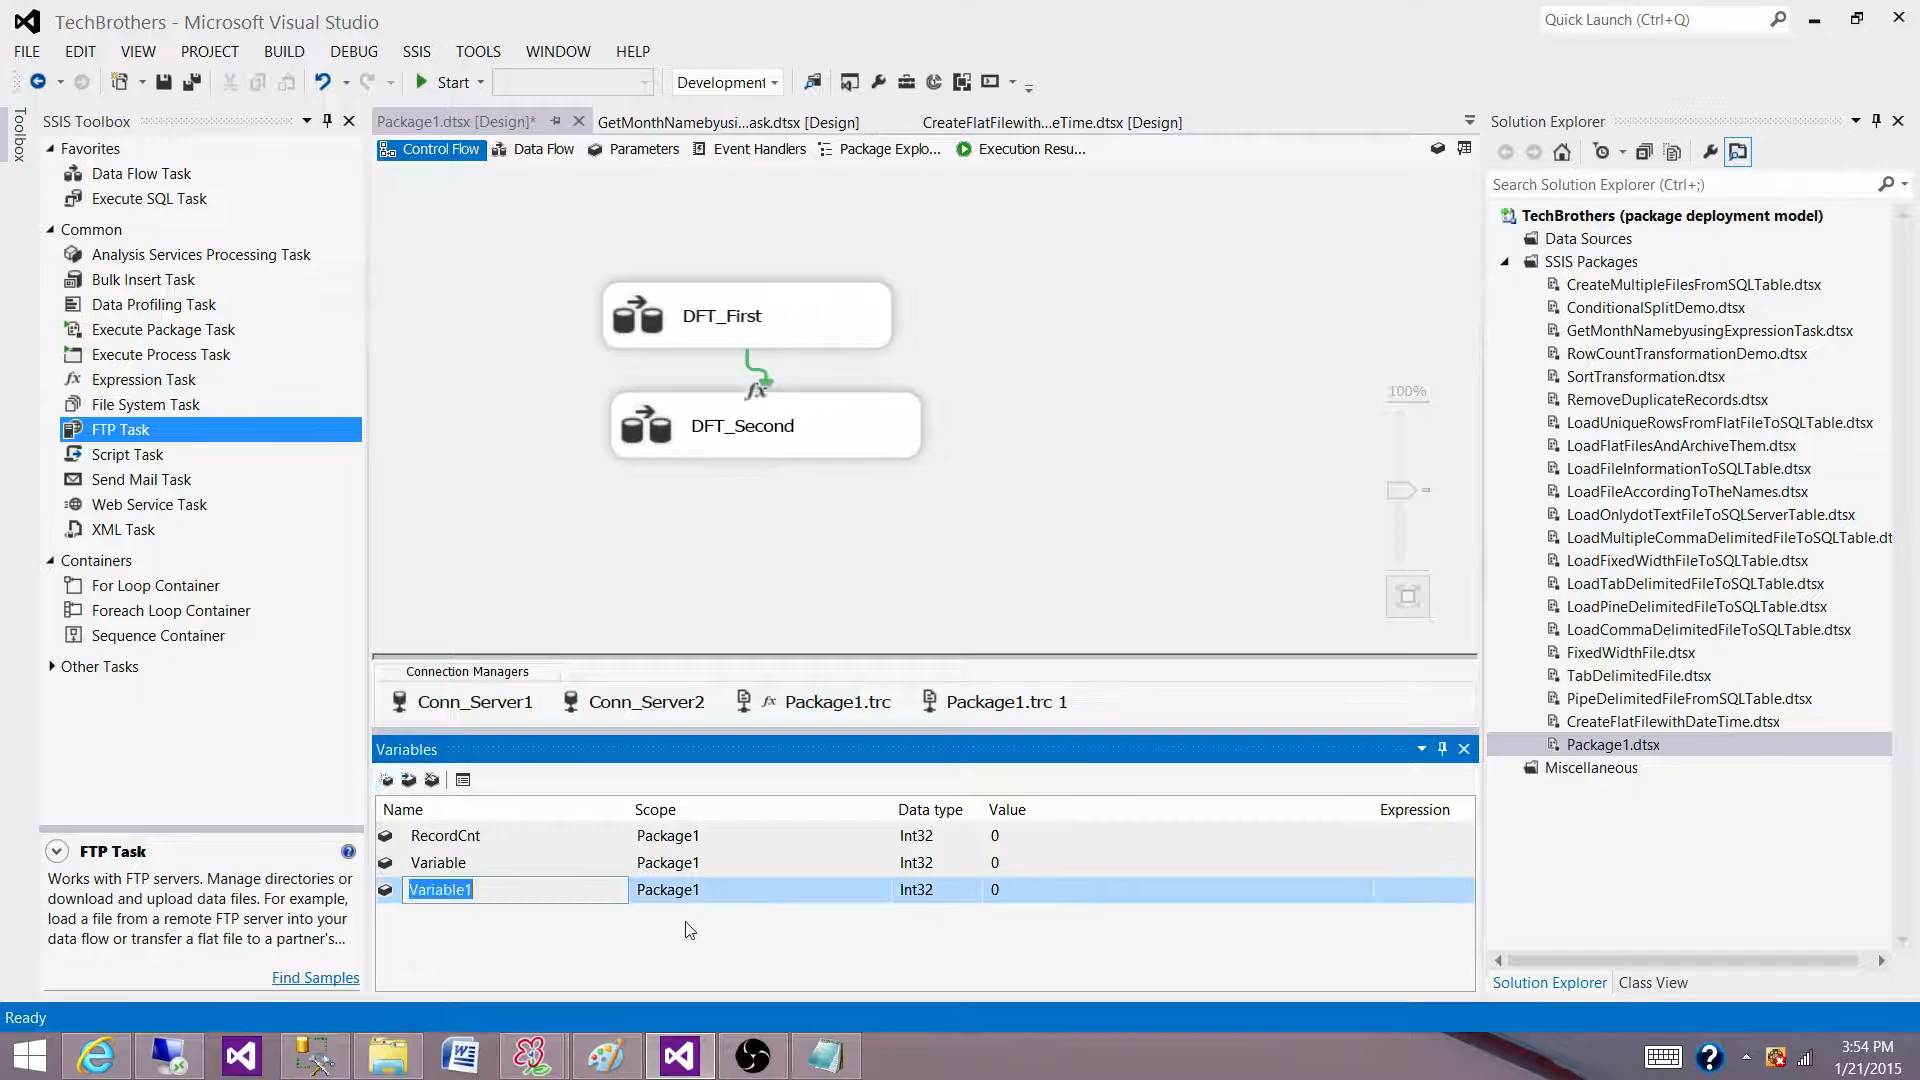 TechBrothers - Microsoft Visual Studio
Quick Launch (Ctrl+Q)
FILE EDIT VIEW PROJECT BUILD DEBUG SSIS TOOLS WINDOW HELP
Start
Development
Toolbox
SSIS Toolbox
Favorites
Data Flow Task
Execute SQL Task
Common
Analysis Services Processing Task
Bulk Insert Task
Data Profiling Task
Execute Package Task
Execute Process Task
Expression Task
File System Task
FTP Task
Script Task
Send Mail Task
Web Service Task
XML Task
Containers
For Loop Container
Foreach Loop Container
Sequence Container
Other Tasks
FTP Task
Works with FTP servers. Manage directories or
download and upload data files. For example,
load a file from a remote FTP server into your
data flow or transfer a flat file to a partner's...
Find Samples
Package1.dtsx [Design]* GetMonthNamebyusi...ask.dtsx [Design] CreateFlatFilewith...eTime.dtsx [Design]
Control Flow Data Flow Parameters Event Handlers Package Explo... Execution Resu...
DFT_First
fx
DFT_Second
100%
Connection Managers
Conn_Server1 Conn_Server2 fx Package1.trc Package1.trc 1
Variables
Name Scope Data type Value Expression
RecordCnt Package1 Int32 0
Variable Package1 Int32 0
Variable1 Package1 Int32 0
Solution Explorer
Search Solution Explorer (Ctrl+;)
TechBrothers (package deployment model)
Data Sources
SSIS Packages
CreateMultipleFilesFromSQLTable.dtsx
ConditionalSplitDemo.dtsx
GetMonthNamebyusingExpressionTask.dtsx
RowCountTransformationDemo.dtsx
SortTransformation.dtsx
RemoveDuplicateRecords.dtsx
LoadUniqueRowsFromFlatFileToSQLTable.dtsx
LoadFlatFilesAndArchiveThem.dtsx
LoadFileInformationToSQLTable.dtsx
LoadFileAccordingToTheNames.dtsx
LoadOnlydotTextFileToSQLServerTable.dtsx
LoadMultipleCommaDelimitedFileToSQLTable.dt
LoadFixedWidthFileToSQLTable.dtsx
LoadTabDelimitedFileToSQLTable.dtsx
LoadPineDelimitedFileToSQLTable.dtsx
LoadCommaDelimitedFileToSQLTable.dtsx
FixedWidthFile.dtsx
TabDelimitedFile.dtsx
PipeDelimitedFileFromSQLTable.dtsx
CreateFlatFilewithDateTime.dtsx
Package1.dtsx
Miscellaneous
Solution Explorer Class View
Ready
3:54 PM
1/21/2015